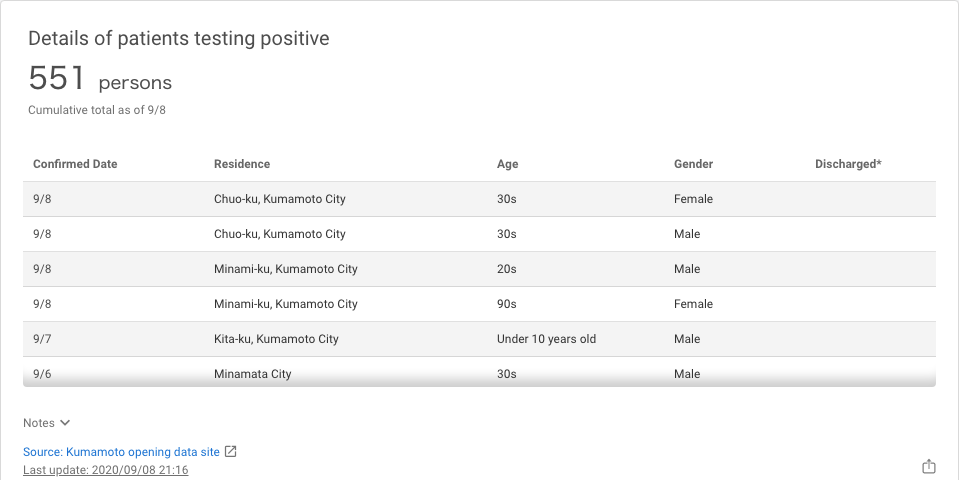 Details of patients testing positive
551 persons
Cumulative total as of 9/8
Confirmed Date Residence Age Gender Discharged*
9/8 Chuo-ku, Kumamoto City 30s Female
9/8 Chuo-ku, Kumamoto City 30s Male
9/8 Minami-ku, Kumamoto City 20s Male
9/8 Minami-ku, Kumamoto City 90s Female
9/7 Kita-ku, Kumamoto City Under 10 years old Male
9/6 Minamata City 30s Male
Notes
Source: Kumamoto opening data site
Last update: 2020/09/08 21:16